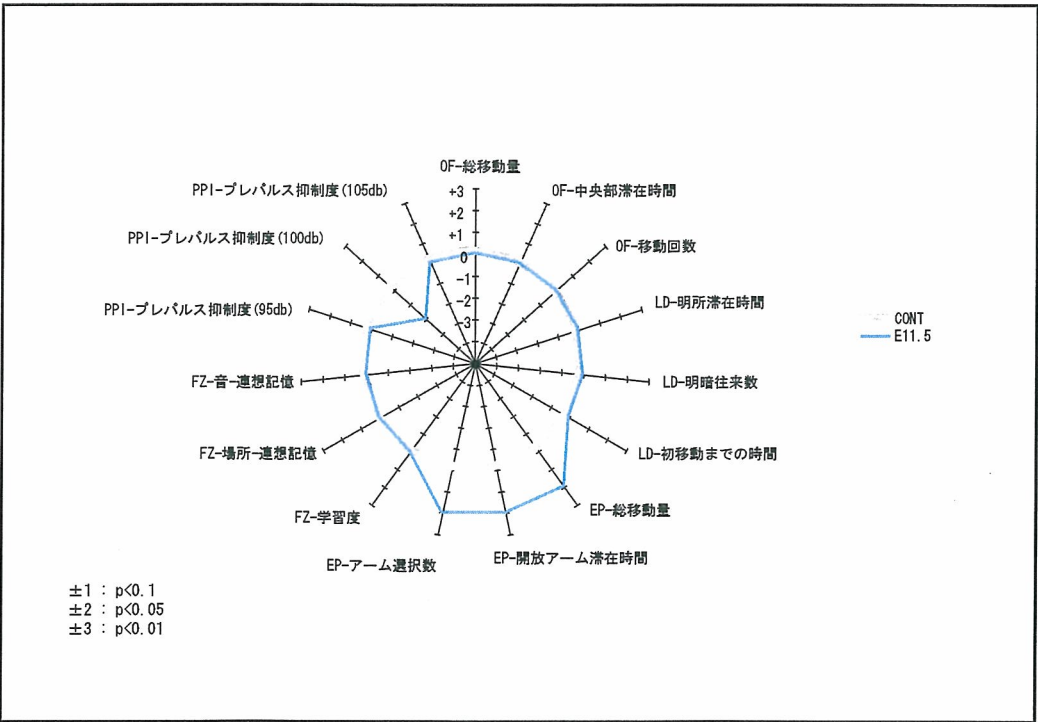 OF-総移動量
PPI-プレパルス抑制度(105db)
+3
OF-中央部滞在時間
+2
PPI-プレパルス抑制度(100db)
+1
OF-移動回数
0
-1
PPI-プレパルス抑制度(95db)
-2
LD-明所滞在時間
-3
CONT
E11.5
FZ-音-連想記憶
LD-明暗往来数
FZ-場所-連想記憶
LD-初移動までの時間
FZ-学習度
EP-総移動量
EP-アーム選択数
EP-開放アーム滞在時間
±1 : p<0.1
±2 : p<0.05
±3 : p<0.01